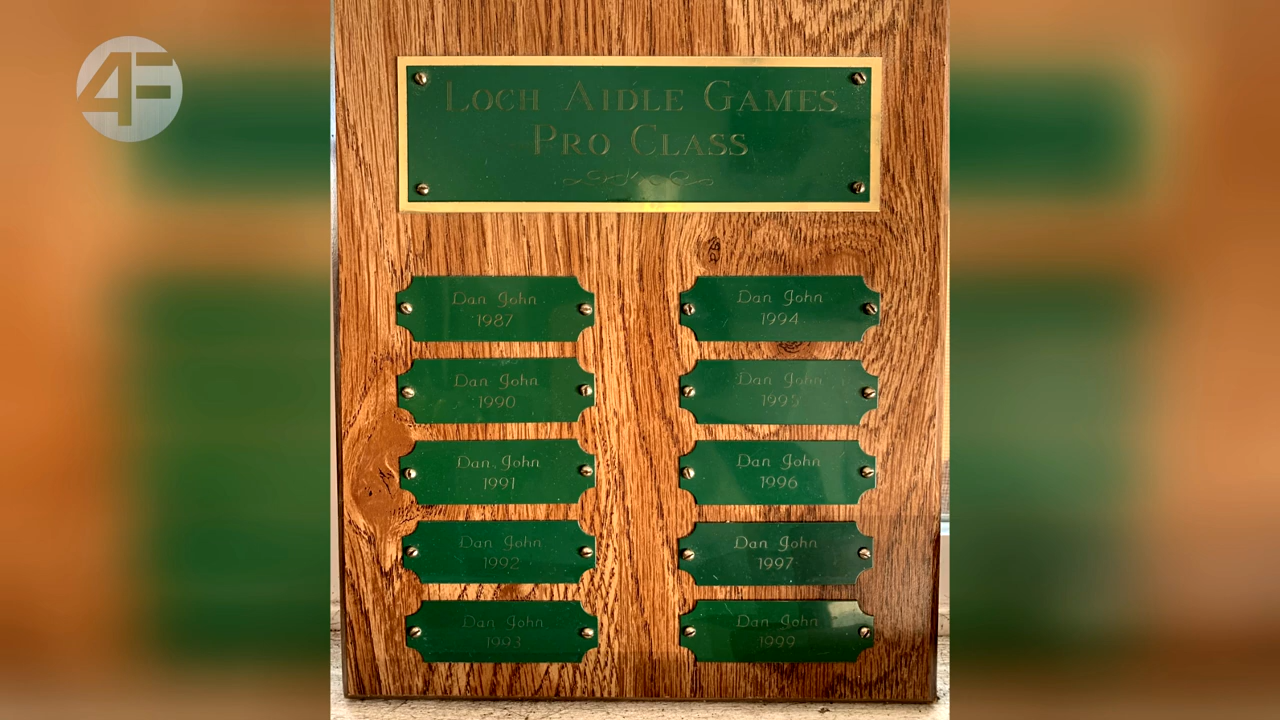 4F
LOCH AIDLE GAMES
PRO CLASS
Dan John
1987
Dan John
1990
Dan John
1991
Dan John
1992
Dan John
1993
Dan John
1994
Dan John
1995
Dan John
1996
Dan John
1997
Dan John
1999